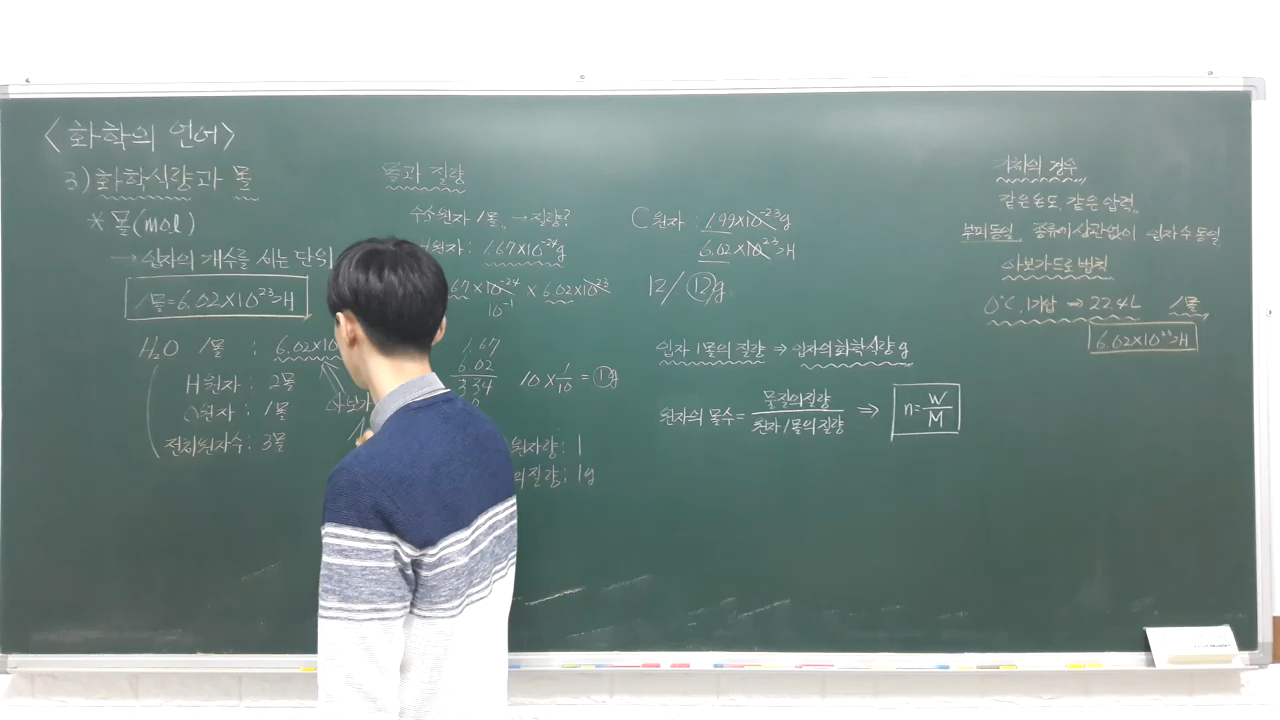 <화학의 언어>
3) 화학식량과 몰
* 몰(mol)
→ 입자의 개수를 세는 단위
1몰=6.02×10²³개
H₂O 1몰 : 6.02×10
H원자 : 2몰
O원자 : 1몰
전체원자수 : 3몰
아보가
몰과 질량
수소원자 1몰 → 질량?
H원자 : 1.67×10⁻²⁴g
67×10⁻²⁴ × 6.02×10²³
10⁻¹
1.67
6.02
334
10×1/10 = 1g
원자량 : 1
의질량 : 1g
C원자 : 1.99×10⁻²³g
6.02×10²³개
12/ 12g
입자 1몰의 질량 ⇒ 입자의 화학식량 g
원자의 몰수 = 물질의질량/원자1몰의질량 ⇒ n=w/M
기체의 경우
같은온도, 같은 압력,
부피동일 종류에상관없이 입자수동일
아보가드로 법칙
0℃, 1기압 → 22.4L 1몰
6.02×10²³개